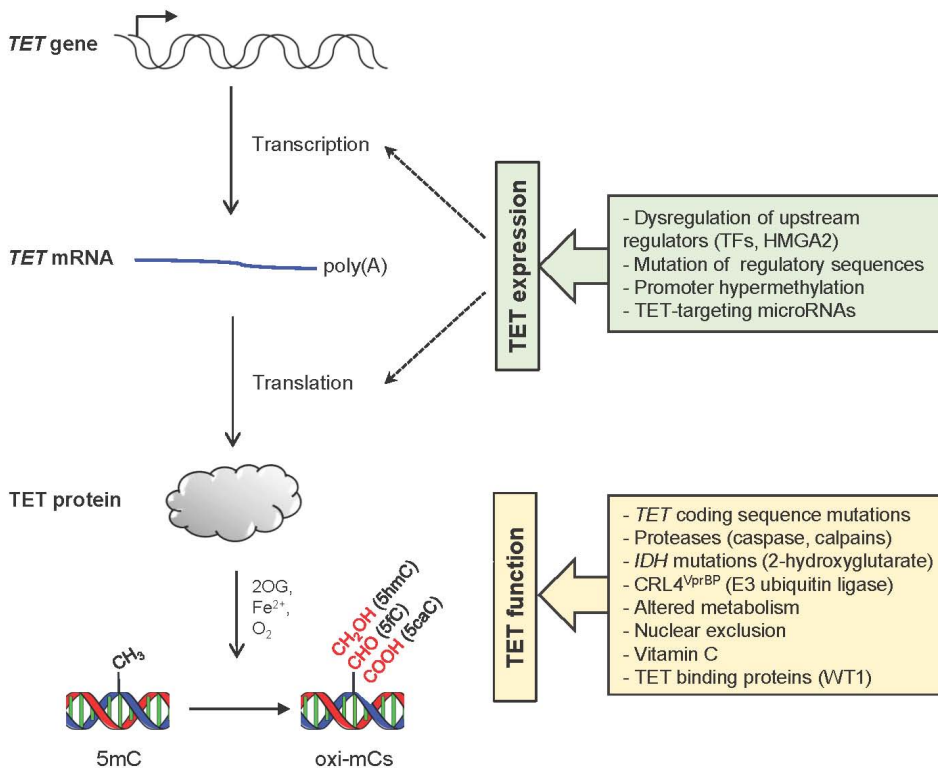 TET gene
Transcription
TET mRNA
poly(A)
Translation
TET protein
2OG,
Fe²⁺,
O₂
CH₃
CH₂OH (5hmC)
CHO (5fC)
COOH (5caC)
5mC
oxi-mCs
TET expression
- Dysregulation of upstream
regulators (TFs, HMGA2)
- Mutation of regulatory sequences
- Promoter hypermethylation
- TET-targeting microRNAs
TET function
- TET coding sequence mutations
- Proteases (caspase, calpains)
- IDH mutations (2-hydroxyglutarate)
- CRL4^VprBP (E3 ubiquitin ligase)
- Altered metabolism
- Nuclear exclusion
- Vitamin C
- TET binding proteins (WT1)